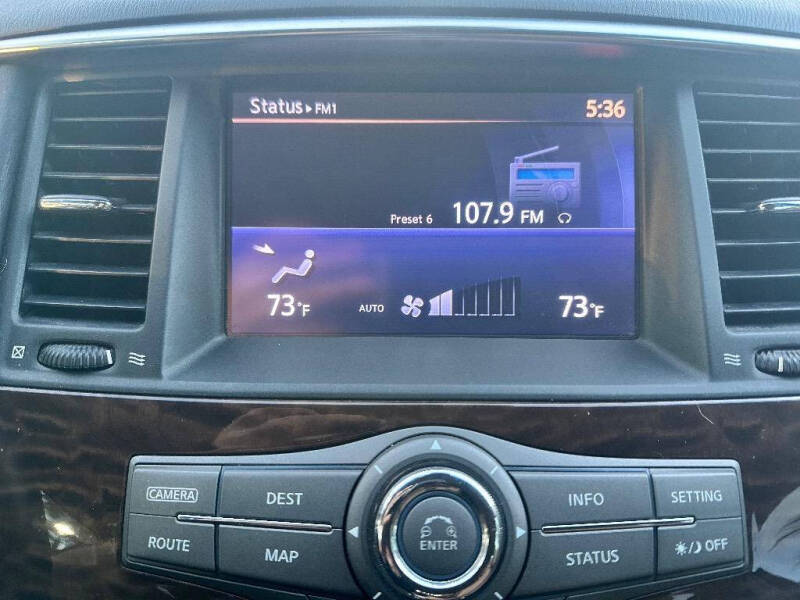 Status ▸ FM1 5:36
Preset 6 107.9 FM
73°F AUTO 73°F
CAMERA DEST INFO SETTING
ROUTE MAP ENTER STATUS OFF